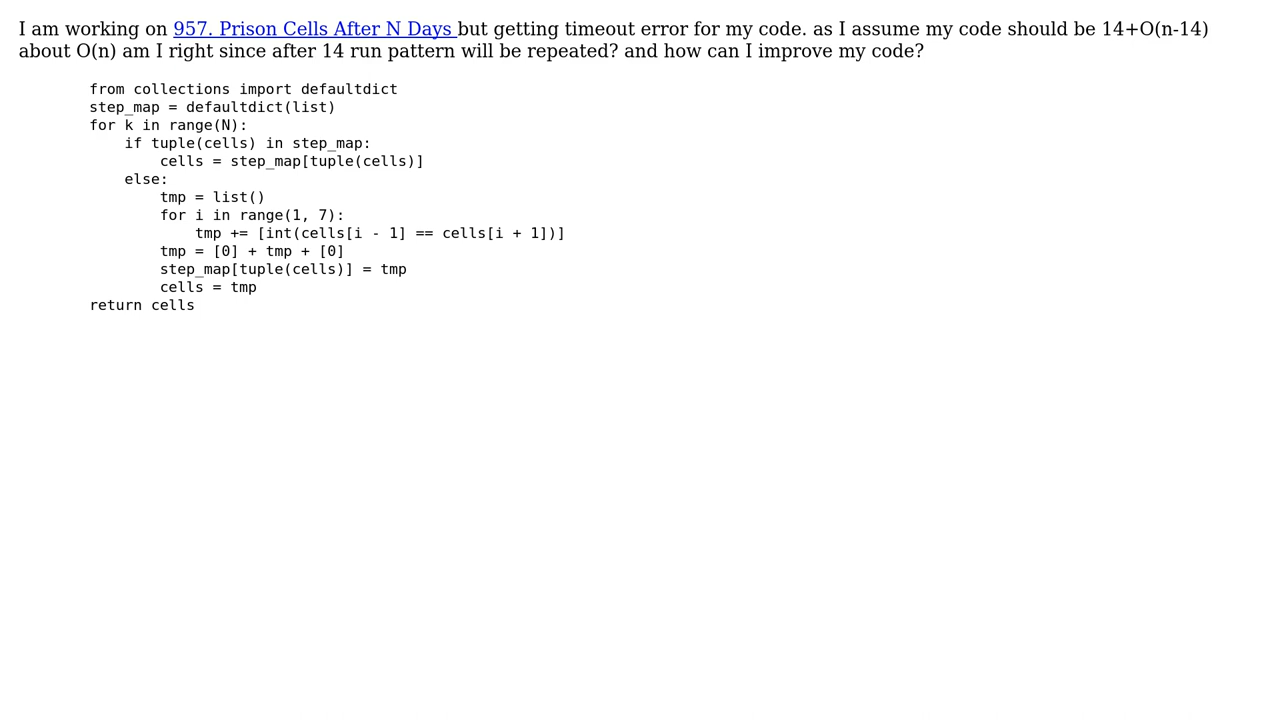 I am working on 957. Prison Cells After N Days but getting timeout error for my code. as I assume my code should be 14+O(n-14)
about O(n) am I right since after 14 run pattern will be repeated? and how can I improve my code?
from collections import defaultdict
step_map = defaultdict(list)
for k in range(N):
    if tuple(cells) in step_map:
        cells = step_map[tuple(cells)]
    else:
        tmp = list()
        for i in range(1, 7):
            tmp += [int(cells[i - 1] == cells[i + 1])]
        tmp = [0] + tmp + [0]
        step_map[tuple(cells)] = tmp
        cells = tmp
return cells